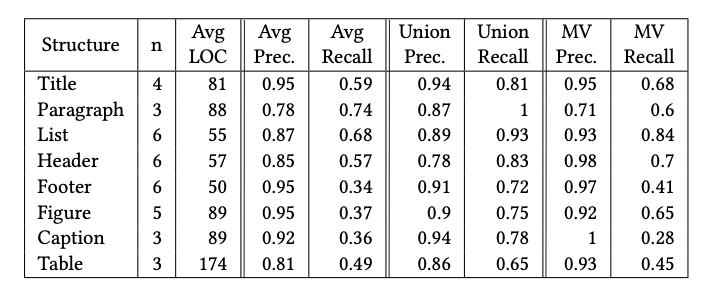 Structure n Avg LOC Avg Prec. Avg Recall Union Prec. Union Recall MV Prec. MV Recall
Title 4 81 0.95 0.59 0.94 0.81 0.95 0.68
Paragraph 3 88 0.78 0.74 0.87 1 0.71 0.6
List 6 55 0.87 0.68 0.89 0.93 0.93 0.84
Header 6 57 0.85 0.57 0.78 0.83 0.98 0.7
Footer 6 50 0.95 0.34 0.91 0.72 0.97 0.41
Figure 5 89 0.95 0.37 0.9 0.75 0.92 0.65
Caption 3 89 0.92 0.36 0.94 0.78 1 0.28
Table 3 174 0.81 0.49 0.86 0.65 0.93 0.45